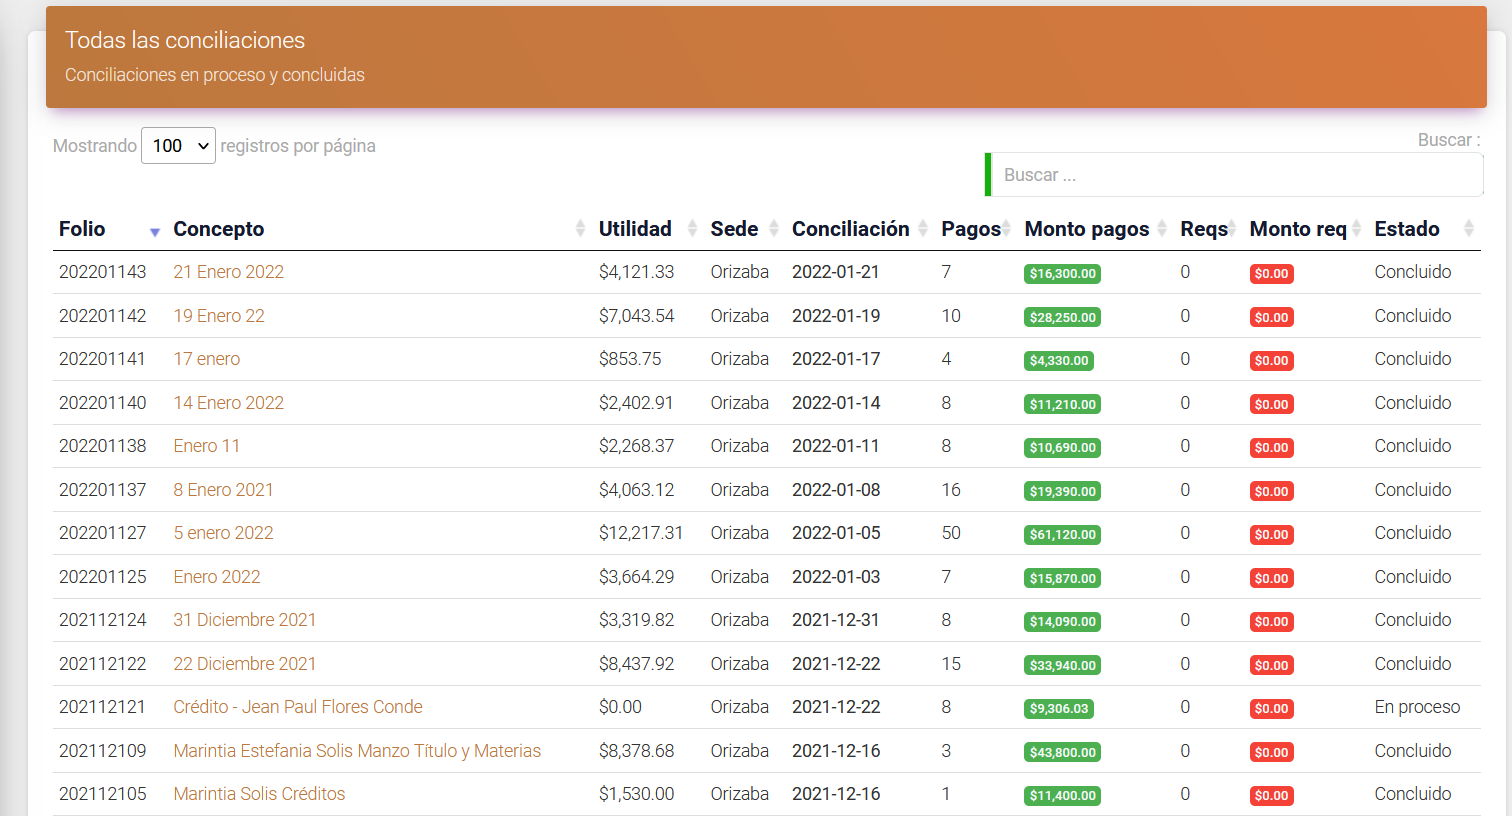 Todas las conciliaciones
Conciliaciones en proceso y concluidas
Mostrando 100 registros por página
Buscar :
Buscar ...
Folio Concepto Utilidad Sede Conciliación Pagos Monto pagos Reqs Monto req Estado
202201143 21 Enero 2022 $4,121.33 Orizaba 2022-01-21 7 $16,300.00 0 $0.00 Concluido
202201142 19 Enero 22 $7,043.54 Orizaba 2022-01-19 10 $28,250.00 0 $0.00 Concluido
202201141 17 enero $853.75 Orizaba 2022-01-17 4 $4,330.00 0 $0.00 Concluido
202201140 14 Enero 2022 $2,402.91 Orizaba 2022-01-14 8 $11,210.00 0 $0.00 Concluido
202201138 Enero 11 $2,268.37 Orizaba 2022-01-11 8 $10,690.00 0 $0.00 Concluido
202201137 8 Enero 2021 $4,063.12 Orizaba 2022-01-08 16 $19,390.00 0 $0.00 Concluido
202201127 5 enero 2022 $12,217.31 Orizaba 2022-01-05 50 $61,120.00 0 $0.00 Concluido
202201125 Enero 2022 $3,664.29 Orizaba 2022-01-03 7 $15,870.00 0 $0.00 Concluido
202112124 31 Diciembre 2021 $3,319.82 Orizaba 2021-12-31 8 $14,090.00 0 $0.00 Concluido
202112122 22 Diciembre 2021 $8,437.92 Orizaba 2021-12-22 15 $33,940.00 0 $0.00 Concluido
202112121 Crédito - Jean Paul Flores Conde $0.00 Orizaba 2021-12-22 8 $9,306.03 0 $0.00 En proceso
202112109 Marintia Estefania Solis Manzo Título y Materias $8,378.68 Orizaba 2021-12-16 3 $43,800.00 0 $0.00 Concluido
202112105 Marintia Solis Créditos $1,530.00 Orizaba 2021-12-16 1 $11,400.00 0 $0.00 Concluido